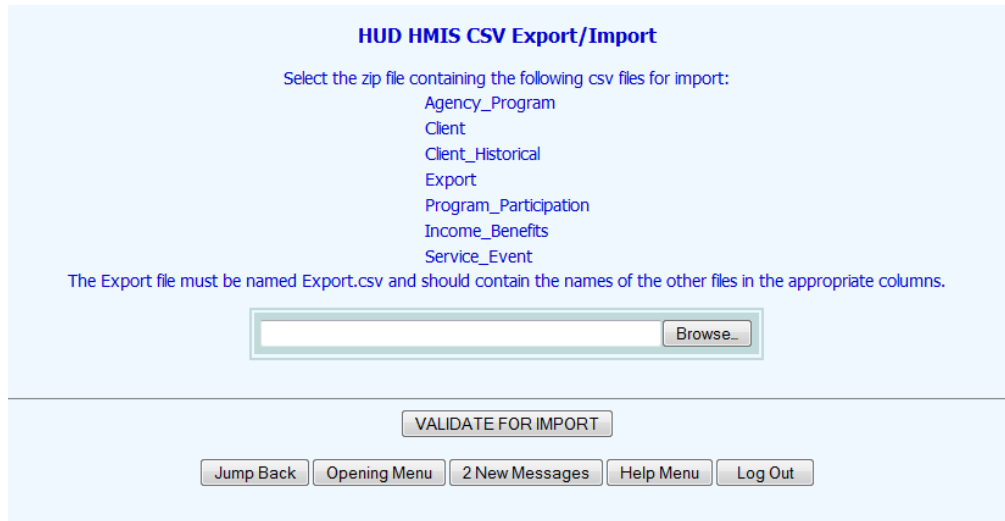 HUD HMIS CSV Export/Import
Select the zip file containing the following csv files for import:
Agency_Program
Client
Client_Historical
Export
Program_Participation
Income_Benefits
Service_Event
The Export file must be named Export.csv and should contain the names of the other files in the appropriate columns.
Browse...
VALIDATE FOR IMPORT
Jump Back Opening Menu 2 New Messages Help Menu Log Out